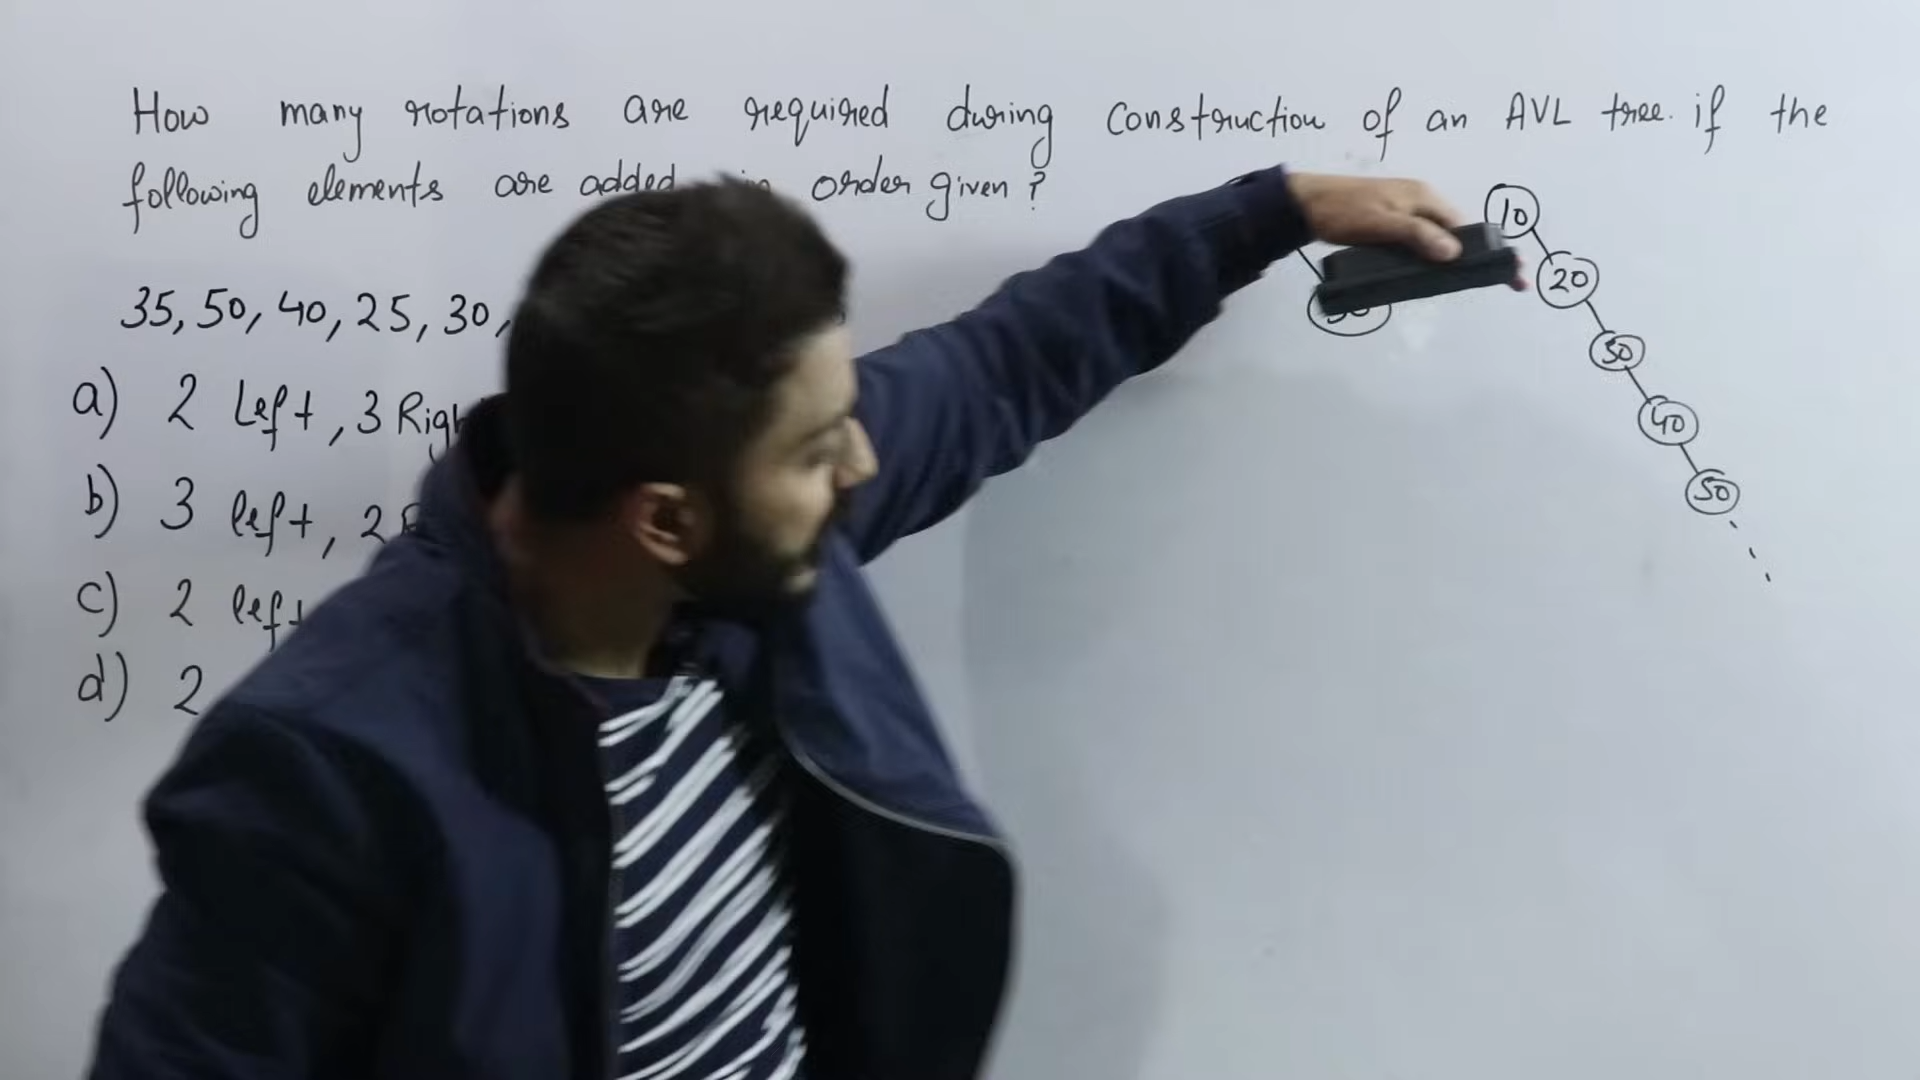 How many rotations are required during construction of an AVL tree. if the
following elements are added in order given ?
35, 50, 40, 25, 30,
a) 2 Left, 3 Righ
b) 3 left, 2
c) 2 left
d) 2
10
20
30
40
50